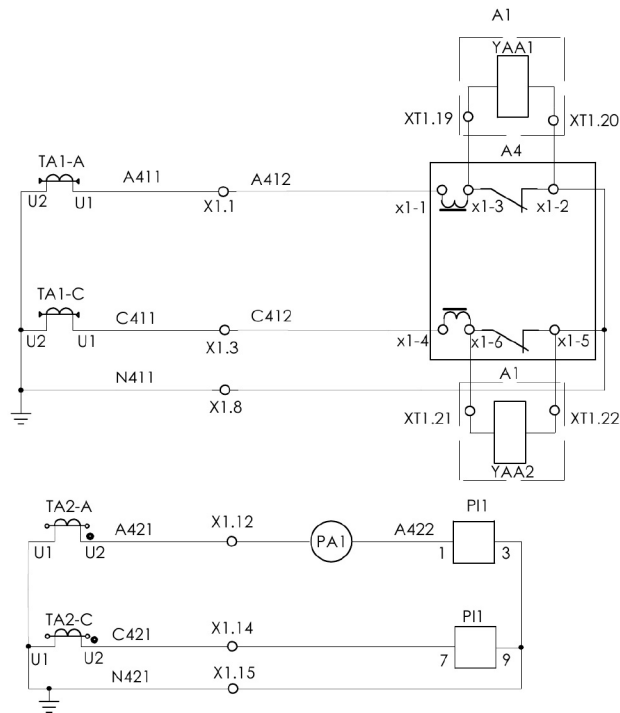 A1
YAA1
XT1.19
XT1.20
A4
TA1-A
A411
A412
U2
U1
X1.1
x1-1
x1-3
x1-2
TA1-C
C411
C412
U2
U1
X1.3
x1-4
x1-6
x1-5
N411
X1.8
A1
XT1.21
XT1.22
YAA2
TA2-A
A421
X1.12
PA1
A422
PI1
U1
U2
1
3
TA2-C
C421
X1.14
PI1
U1
U2
7
9
N421
X1.15